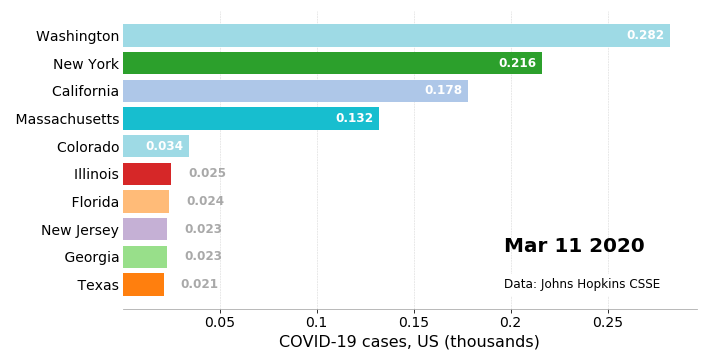 Washington 0.282
New York 0.216
California 0.178
Massachusetts 0.132
Colorado 0.034
Illinois 0.025
Florida 0.024
New Jersey 0.023
Georgia 0.023
Texas 0.021
Mar 11 2020
Data: Johns Hopkins CSSE
0.05 0.1 0.15 0.2 0.25
COVID-19 cases, US (thousands)